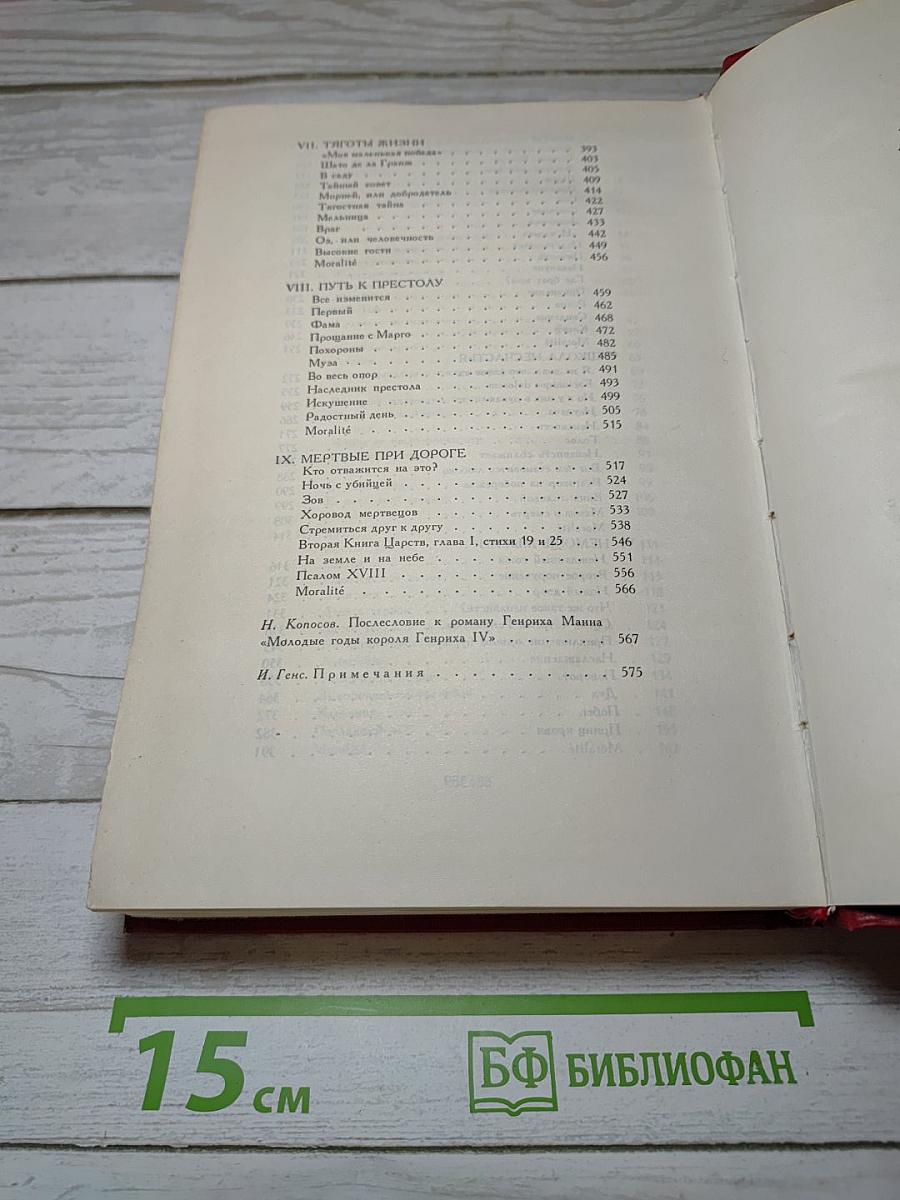 VII. ТЯГОТЫ ЖИЗНИ
«Моя маленькая победа» . . . 393
Шато де ла Гранж . . . 403
В саду . . . 405
Тайный совет . . . 409
Морней, или добродетель . . . 414
Тягостная тайна . . . 422
Мельница . . . 427
Враг . . . 433
Оз, или человечность . . . 442
Высокие гости . . . 449
Moralité . . . 456
VIII. ПУТЬ К ПРЕСТОЛУ
Все изменится . . . 459
Первый . . . 462
Фама . . . 468
Прощание с Марго . . . 472
Похороны . . . 482
Муза . . . 485
Во весь опор . . . 491
Наследник престола . . . 493
Искушение . . . 499
Радостный день . . . 505
Moralité . . . 515
IX. МЕРТВЫЕ ПРИ ДОРОГЕ
Кто отважится на это? . . . 517
Ночь с убийцей . . . 524
Зов . . . 527
Хоровод мертвецов . . . 533
Стремиться друг к другу . . . 538
Вторая Книга Царств, глава I, стихи 19 и 25 . . . 546
На земле и на небе . . . 551
Псалом XVIII . . . 556
Moralité . . . 566
Н. Копосов. Послесловие к роману Генриха Манна
«Молодые годы короля Генриха IV» . . . 567
И. Генс. Примечания . . . 575
15 см
БФ БИБЛИОФАН